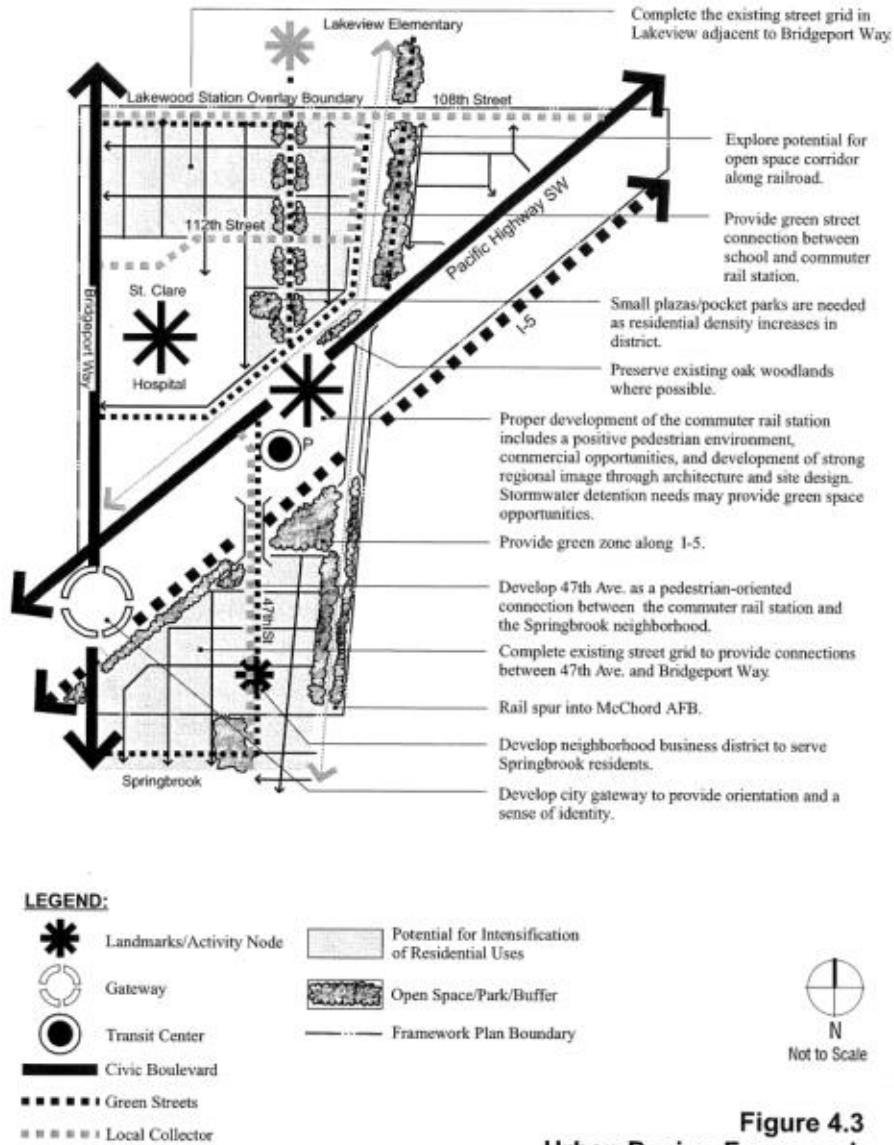 Lakeview Elementary
Complete the existing street grid in
Lakeview adjacent to Bridgeport Way.
Lakewood Station Overlay Boundary
108th Street
Explore potential for
open space corridor
along railroad.
Pacific Highway SW
112th Street
Provide green street
connection between
school and commuter
rail station.
St. Clare
Hospital
Bridgeport Way
I-5
Small plazas/pocket parks are needed
as residential density increases in
district.
Preserve existing oak woodlands
where possible.
P
Proper development of the commuter rail station
includes a positive pedestrian environment,
commercial opportunities, and development of strong
regional image through architecture and site design.
Stormwater detention needs may provide green space
opportunities.
Provide green zone along I-5.
47th St
Develop 47th Ave. as a pedestrian-oriented
connection between the commuter rail station and
the Springbrook neighborhood.
Complete existing street grid to provide connections
between 47th Ave. and Bridgeport Way.
Rail spur into McChord AFB.
Develop neighborhood business district to serve
Springbrook residents.
Springbrook
Develop city gateway to provide orientation and a
sense of identity.
LEGEND:
Landmarks/Activity Node
Gateway
Transit Center
Civic Boulevard
Green Streets
Local Collector
Potential for Intensification
of Residential Uses
Open Space/Park/Buffer
Framework Plan Boundary
N
Not to Scale
Figure 4.3